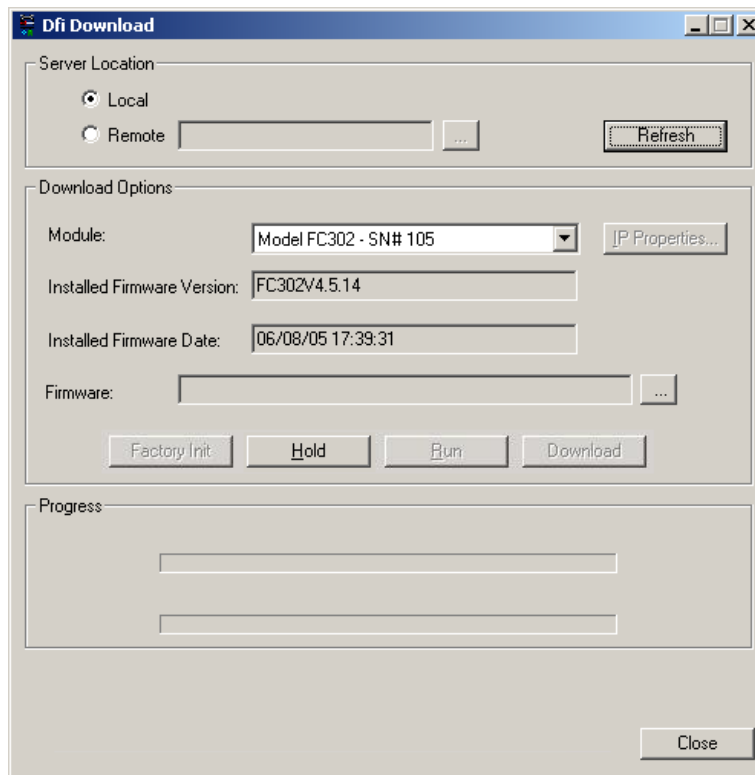 Dfi Download
Server Location
Local
Remote ... Refresh
Download Options
Module: Model FC302 - SN# 105 IP Properties...
Installed Firmware Version: FC302V4.5.14
Installed Firmware Date: 06/08/05 17:39:31
Firmware: ...
Factory Init Hold Run Download
Progress
Close